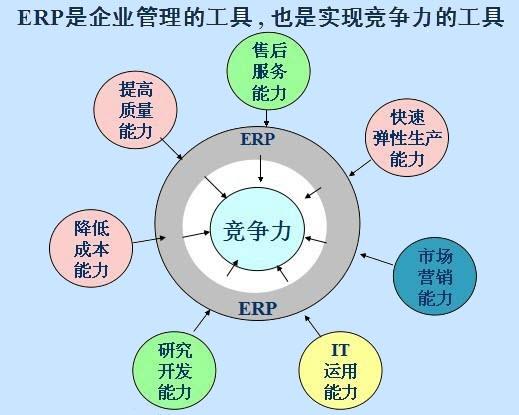 ERP是企业管理的工具,也是实现竞争力的工具
售后
服务
能力
提高
质量
能力
快速
弹性生产
能力
ERP
降低
成本
能力
竞争力
市场
营销
能力
ERP
研究
开发
能力
IT
运用
能力